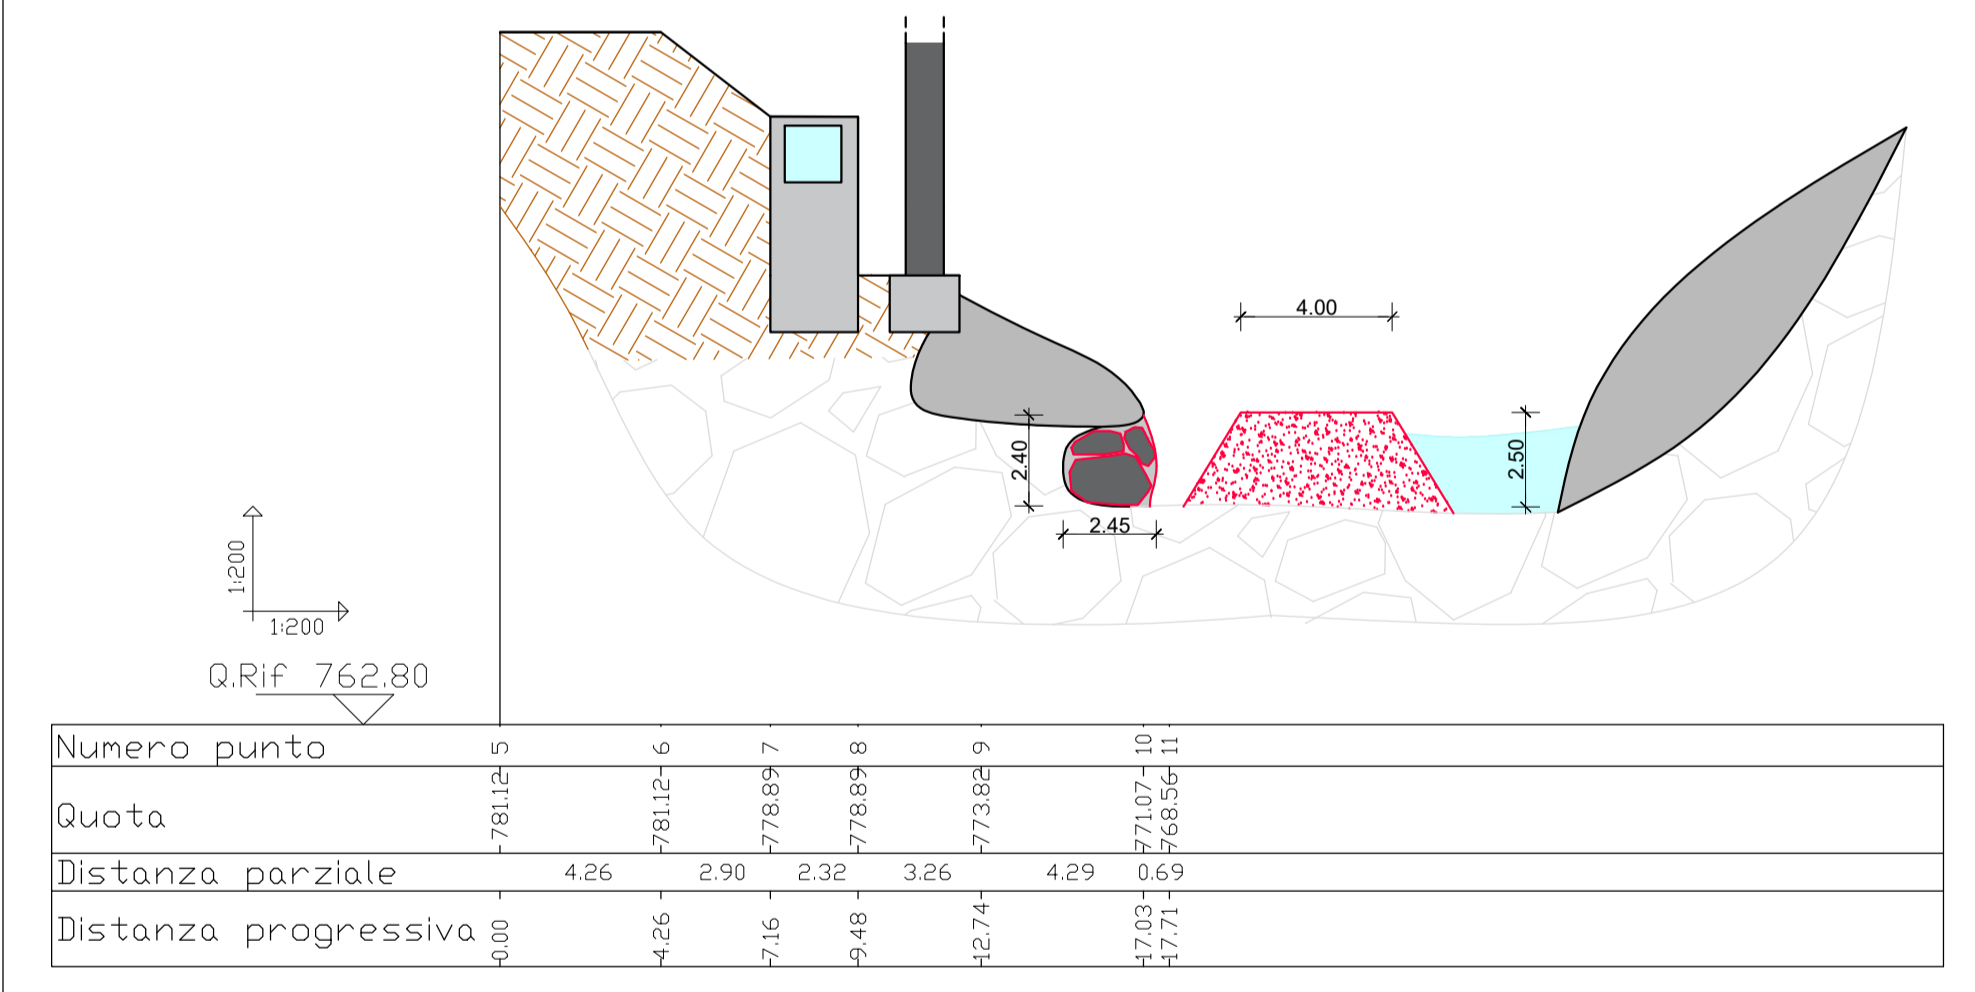 4.00
2.40
2.50
2.45
1:200
1:200
Q.Rif 762.80
Numero punto 5 6 7 8 9 10 11
Quota 781.12 781.12 778.89 778.89 773.82 771.07 768.56
Distanza parziale 4.26 2.90 2.32 3.26 4.29 0.69
Distanza progressiva 0.00 4.26 7.16 9.48 12.74 17.03 17.71